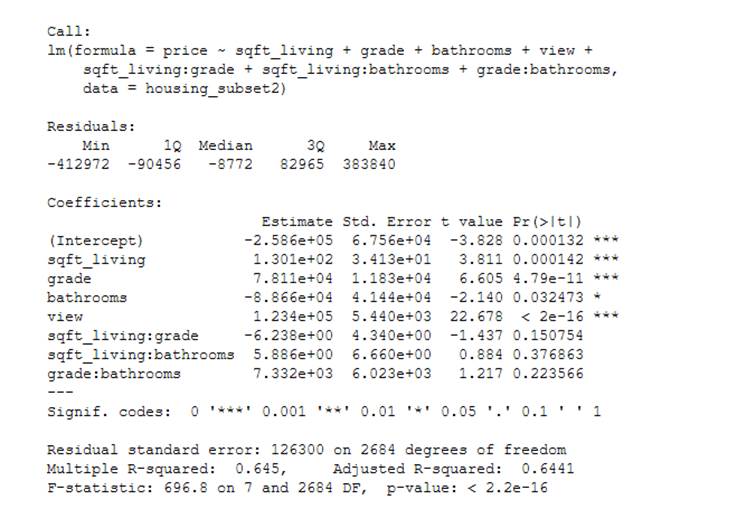 Call:
lm(formula = price ~ sqft_living + grade + bathrooms + view +
sqft_living:grade + sqft_living:bathrooms + grade:bathrooms,
data = housing_subset2)
Residuals:
Min 1Q Median 3Q Max
-412972 -90456 -8772 82965 383840
Coefficients:
Estimate Std. Error t value Pr(>|t|)
(Intercept) -2.586e+05 6.756e+04 -3.828 0.000132 ***
sqft_living 1.301e+02 3.413e+01 3.811 0.000142 ***
grade 7.811e+04 1.183e+04 6.605 4.79e-11 ***
bathrooms -8.866e+04 4.144e+04 -2.140 0.032473 *
view 1.234e+05 5.440e+03 22.678 < 2e-16 ***
sqft_living:grade -6.238e+00 4.340e+00 -1.437 0.150754
sqft_living:bathrooms 5.886e+00 6.660e+00 0.884 0.376863
grade:bathrooms 7.332e+03 6.023e+03 1.217 0.223566
---
Signif. codes: 0 '***' 0.001 '**' 0.01 '*' 0.05 '.' 0.1 ' ' 1
Residual standard error: 126300 on 2684 degrees of freedom
Multiple R-squared: 0.645, Adjusted R-squared: 0.6441
F-statistic: 696.8 on 7 and 2684 DF, p-value: < 2.2e-16